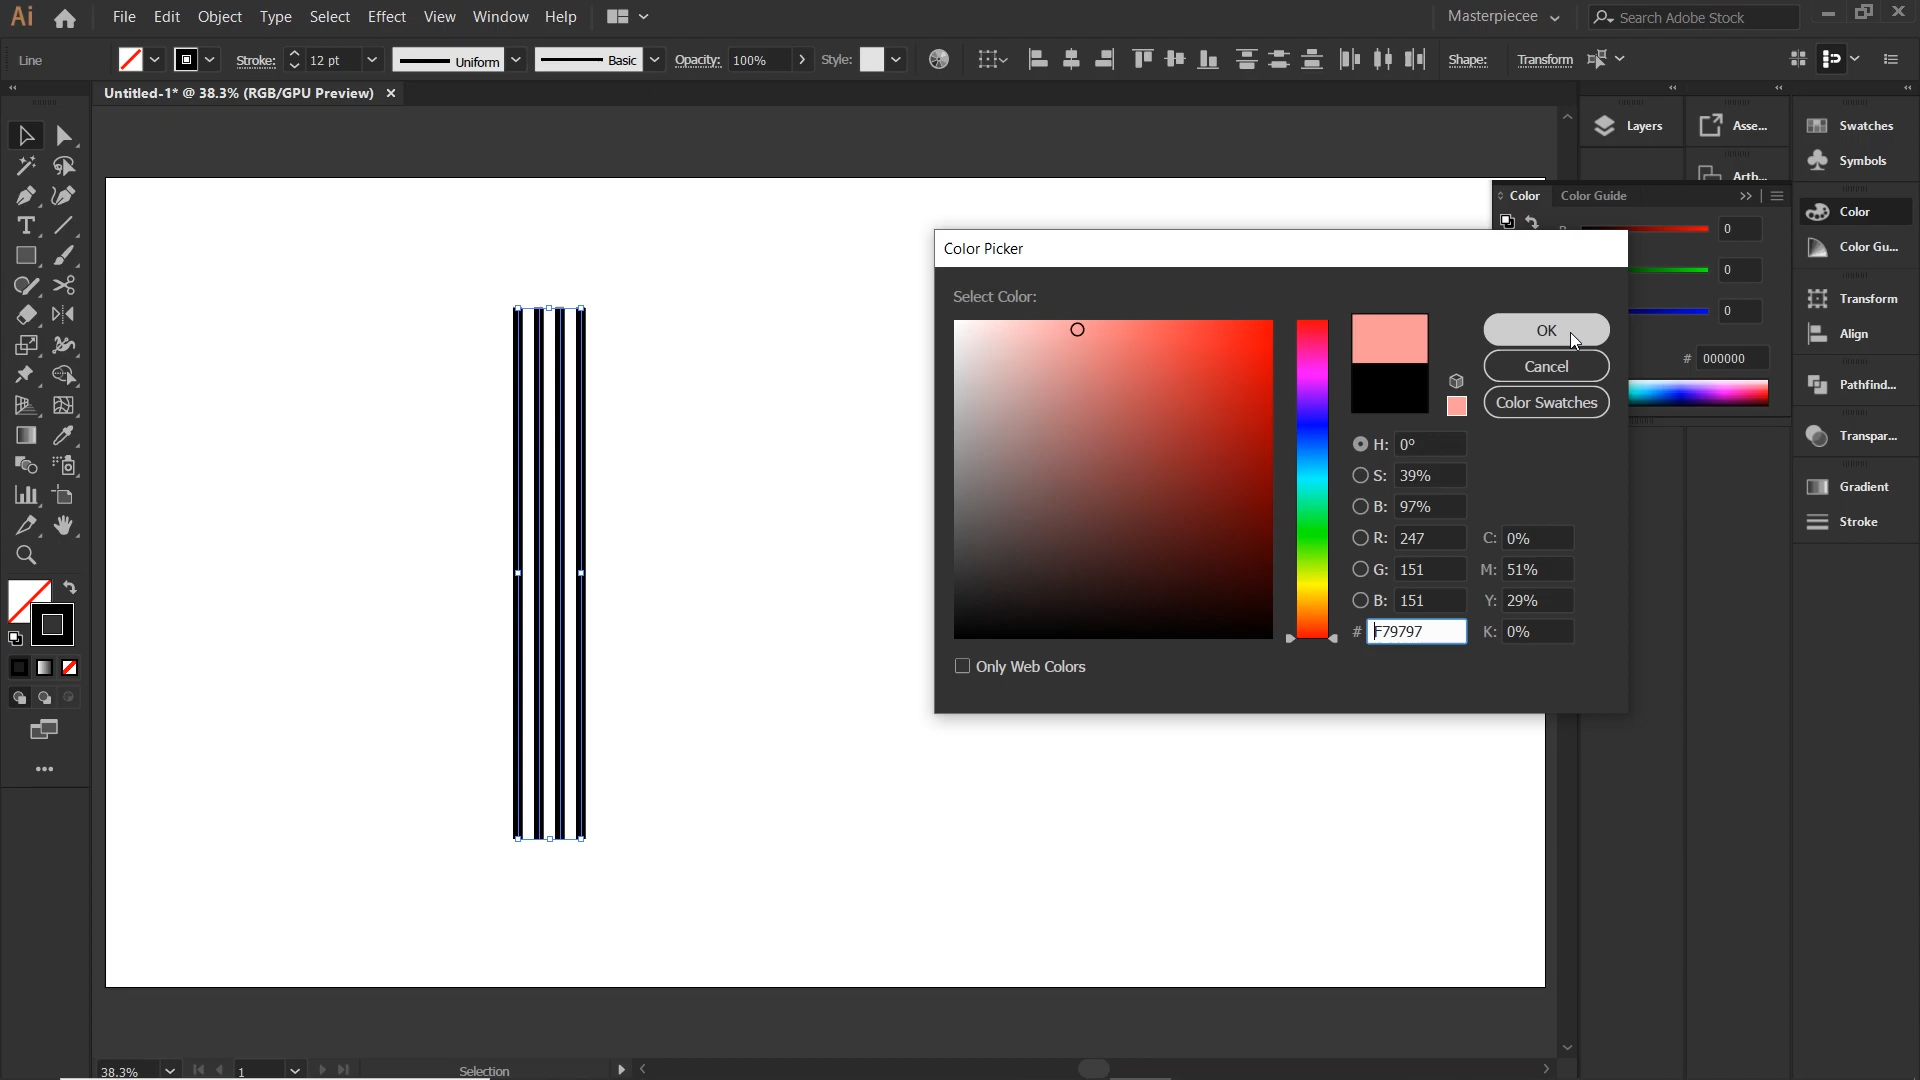 Ai File Edit Object Type Select Effect View Window Help Masterpiecee Search Adobe Stock
Line Stroke: 12 pt Uniform Basic Opacity: 100% Style: Shape: Transform
Untitled-1* @ 38.3% (RGB/GPU Preview)
Layers Asse... Swatches
Symbols
Artb...
Color Color Guide
Color
0
Color Gu...
0
Transform
0
Align
# 000000
Pathfind...
Transpar...
Gradient
Stroke
Color Picker
Select Color:
OK
Cancel
Color Swatches
H: 0°
S: 39%
B: 97%
R: 247 C: 0%
G: 151 M: 51%
B: 151 Y: 29%
# F79797 K: 0%
Only Web Colors
38.3% 1 Selection